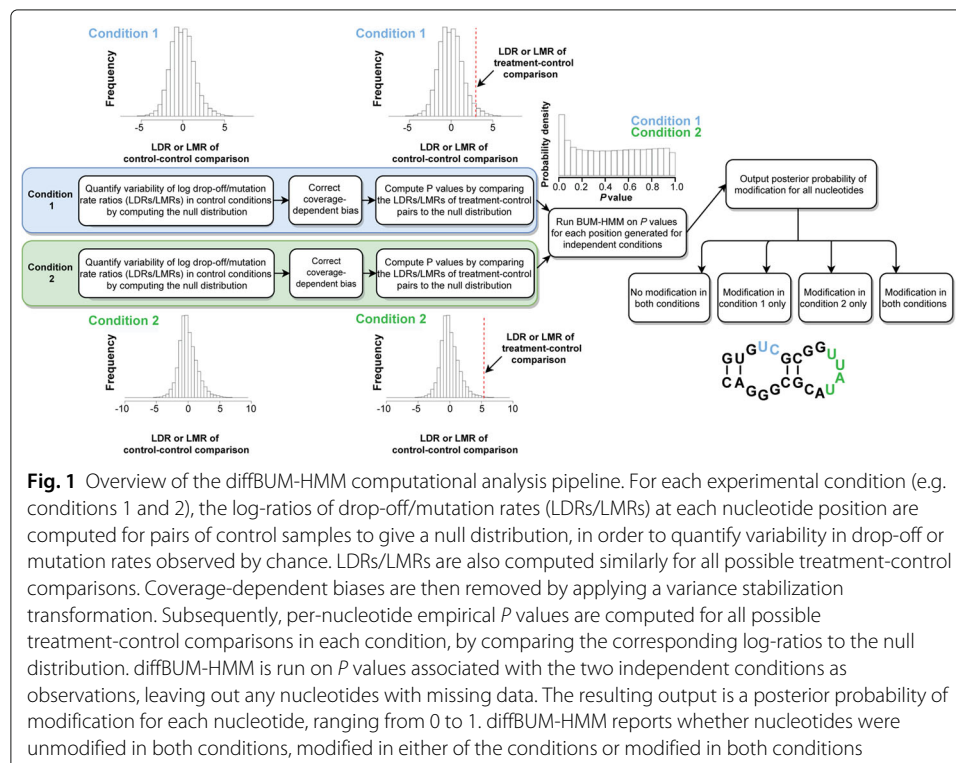 Condition 1
Frequency
-5 0 5
LDR or LMR of
control-control comparison
Condition 1
LDR or LMR of
treatment-control
comparison
Frequency
-5 0 5
LDR or LMR of
control-control comparison
Condition 1
Condition 2
Probability density
0.0 0.2 0.4 0.6 0.8 1.0
P value
Condition
1
Quantify variability of log drop-off/mutation
rate ratios (LDRs/LMRs) in control conditions
by computing the null distribution
Correct
coverage-
dependent bias
Compute P values by comparing
the LDRs/LMRs of treatment-control
pairs to the null distribution
Condition
2
Quantify variability of log drop-off/mutation
rate ratios (LDRs/LMRs) in control conditions
by computing the null distribution
Correct
coverage-
dependent bias
Compute P values by comparing
the LDRs/LMRs of treatment-control
pairs to the null distribution
Run BUM-HMM on P values
for each position generated for
independent conditions
Output posterior probability of
modification for all nucleotides
No modification in
both conditions
Modification in
condition 1 only
Modification in
condition 2 only
Modification in
both conditions
Condition 2
Frequency
-10 -5 0 5 10
LDR or LMR of
control-control comparison
Condition 2
LDR or LMR of
treatment-control
comparison
Frequency
-10 -5 0 5 10
LDR or LMR of
control-control comparison
G U G U C G C G G U U A U
C A G G G C G C A
Fig. 1 Overview of the diffBUM-HMM computational analysis pipeline. For each experimental condition (e.g.
conditions 1 and 2), the log-ratios of drop-off/mutation rates (LDRs/LMRs) at each nucleotide position are
computed for pairs of control samples to give a null distribution, in order to quantify variability in drop-off or
mutation rates observed by chance. LDRs/LMRs are also computed similarly for all possible treatment-control
comparisons. Coverage-dependent biases are then removed by applying a variance stabilization
transformation. Subsequently, per-nucleotide empirical P values are computed for all possible
treatment-control comparisons in each condition, by comparing the corresponding log-ratios to the null
distribution. diffBUM-HMM is run on P values associated with the two independent conditions as
observations, leaving out any nucleotides with missing data. The resulting output is a posterior probability of
modification for each nucleotide, ranging from 0 to 1. diffBUM-HMM reports whether nucleotides were
unmodified in both conditions, modified in either of the conditions or modified in both conditions